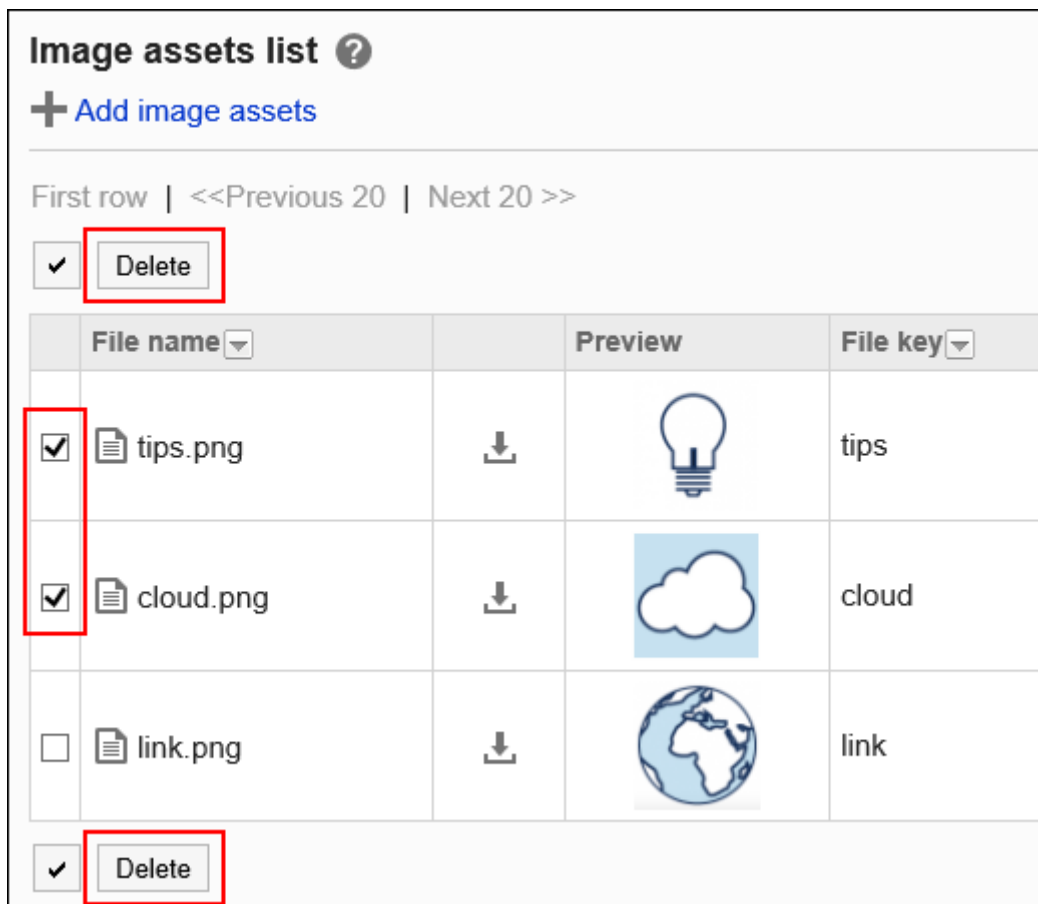 Image assets list ?
Add image assets
First row | <<Previous 20 | Next 20 >>
Delete
File name Preview File key
tips.png tips
cloud.png cloud
link.png link
Delete